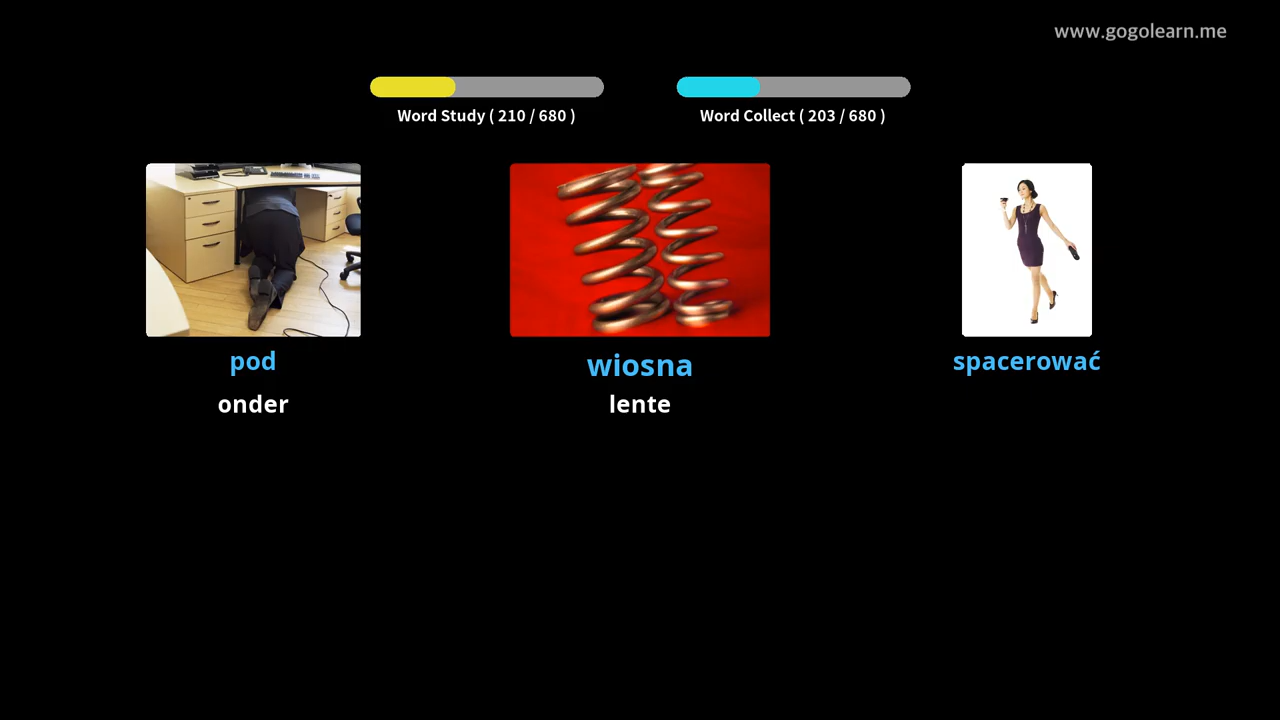 www.gogolearn.me
Word Study ( 210 / 680 )
Word Collect ( 203 / 680 )
pod
wiosna
spacerować
onder
lente